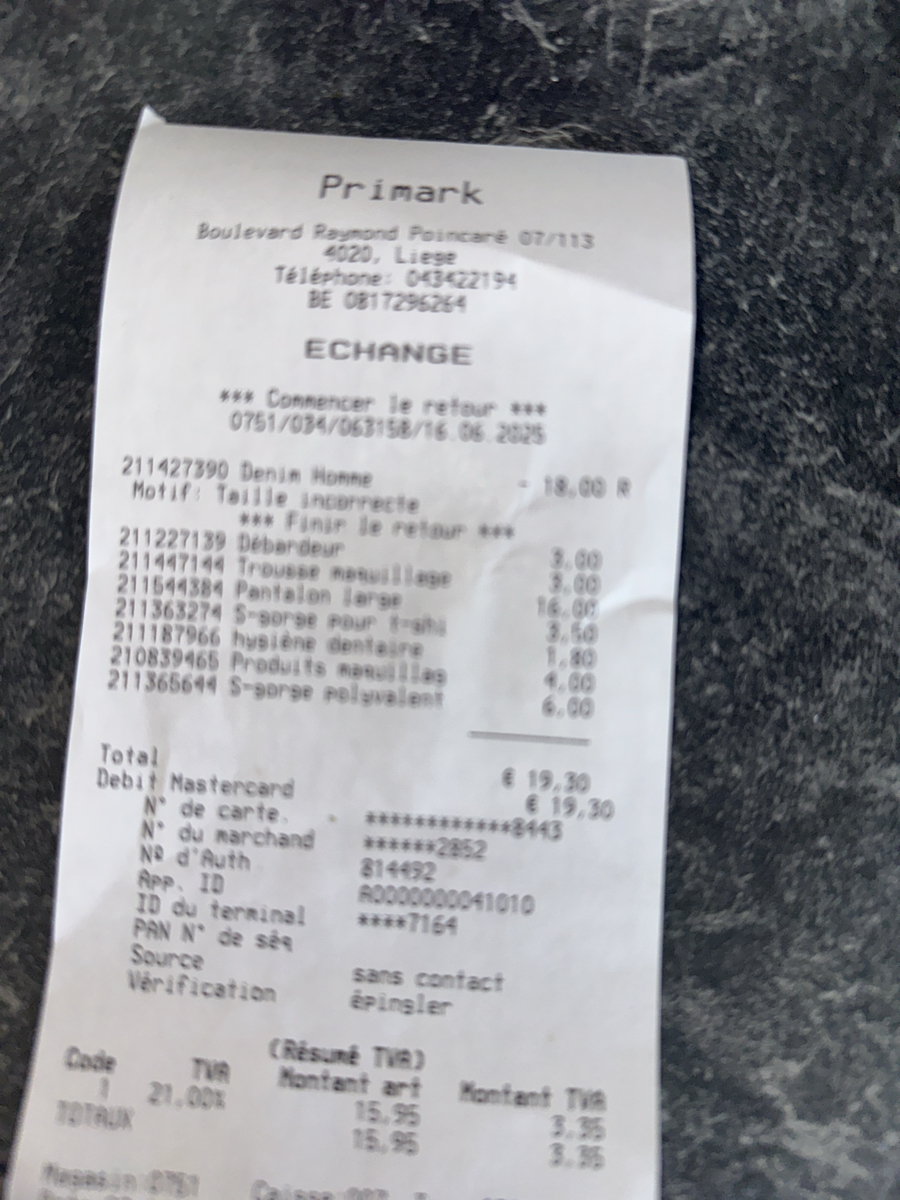 Primark
Boulevard Raymond Poincaré 07/113
4020, Liege
Téléphone: 043422194
BE 0817296264
ECHANGE
*** Commencer le retour ***
0751/034/063158/16.06.2025
211427390 Denim Homme - 18,00 R
Motif: Taille incorrecte
*** Finir le retour ***
211227139 Débardeur 3,00
211447144 Trousse maquillage 3,00
211544384 Pantalon large 16,00
211363274 S-gorge pour t-shi 3,50
211187966 hygiène dentaire 1,80
210839465 Produits maquillag 4,00
211365644 S-gorge polyvalent 6,00
Total € 19,30
Debit Mastercard € 19,30
N° de carte. ************8443
N° du marchand ******2852
Nº d'Auth 814492
App. ID A0000000041010
ID du terminal ****7164
PAN N° de séq
Source sans contact
Vérification épingler
(Résumé TVA)
Code TVA Montant art Montant TVA
1 21,00% 15,95 3,35
TOTAUX 15,95 3,35
Magasin:0751 Caisse: